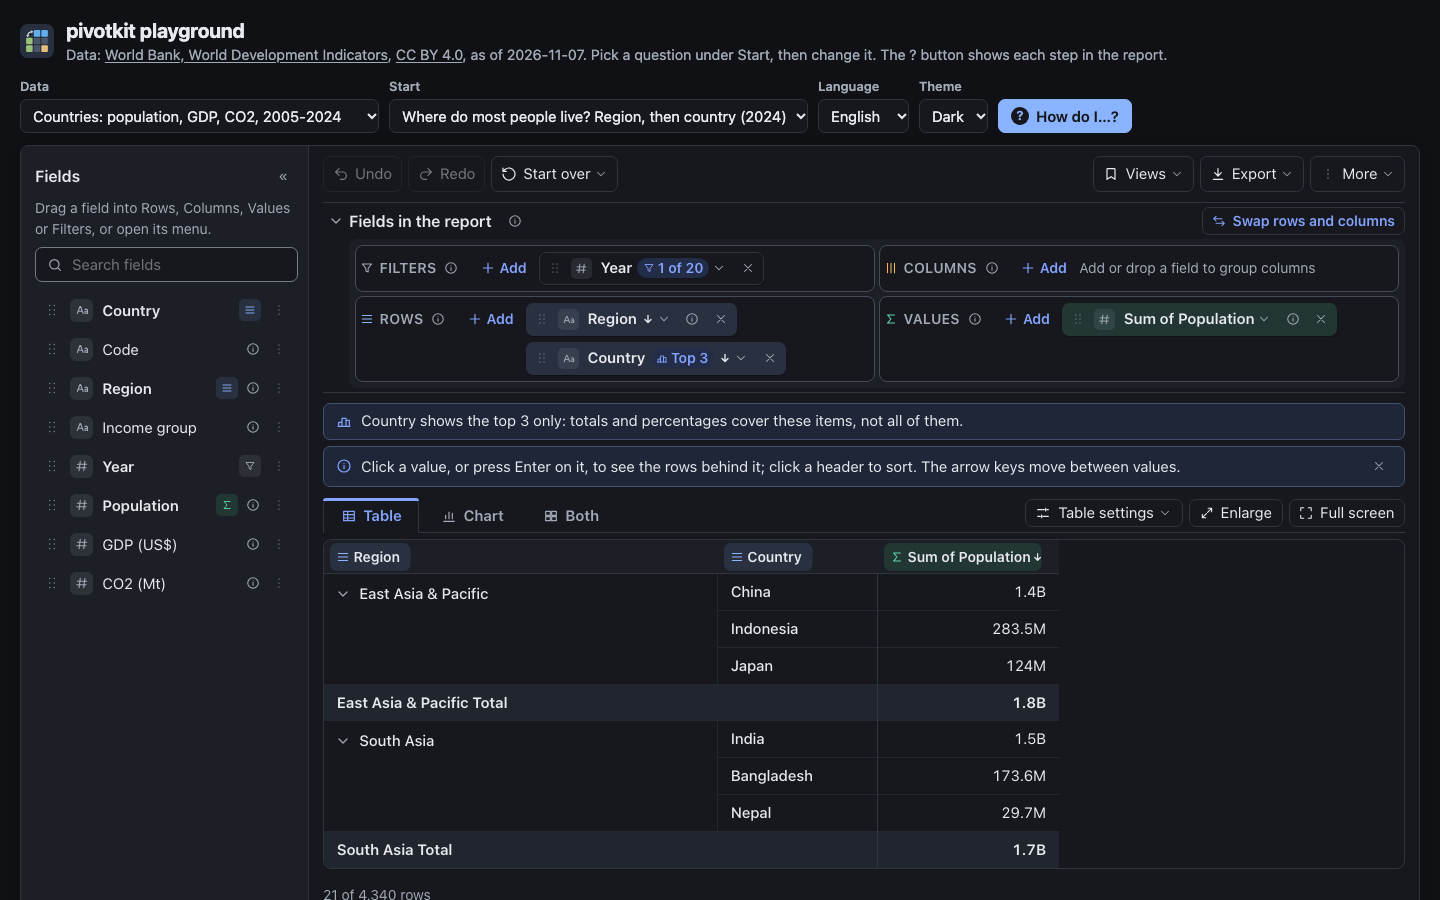 pivotkit playground
Data: World Bank, World Development Indicators, CC BY 4.0, as of 2026-11-07. Pick a question under Start, then change it. The ? button shows each step in the report.
Data
Start
Language
Theme
Countries: population, GDP, CO2, 2005-2024
Where do most people live? Region, then country (2024)
English
Dark
? How do I...?
Fields
«
Drag a field into Rows, Columns, Values
or Filters, or open its menu.
Search fields
Aa Country
Aa Code
Aa Region
Aa Income group
# Year
# Population Σ
# GDP (US$)
# CO2 (Mt)
Undo
Redo
Start over
Views
Export
More
Fields in the report
Swap rows and columns
FILTERS + Add # Year 1 of 20
COLUMNS + Add Add or drop a field to group columns
ROWS + Add Aa Region ↓
Aa Country Top 3 ↓
Σ VALUES + Add # Sum of Population
Country shows the top 3 only: totals and percentages cover these items, not all of them.
Click a value, or press Enter on it, to see the rows behind it; click a header to sort. The arrow keys move between values.
Table
Chart
Both
Table settings
Enlarge
Full screen
Region Country Σ Sum of Population ↓
East Asia & Pacific China 1.4B
Indonesia 283.5M
Japan 124M
East Asia & Pacific Total 1.8B
South Asia India 1.5B
Bangladesh 173.6M
Nepal 29.7M
South Asia Total 1.7B
21 of 4,340 rows